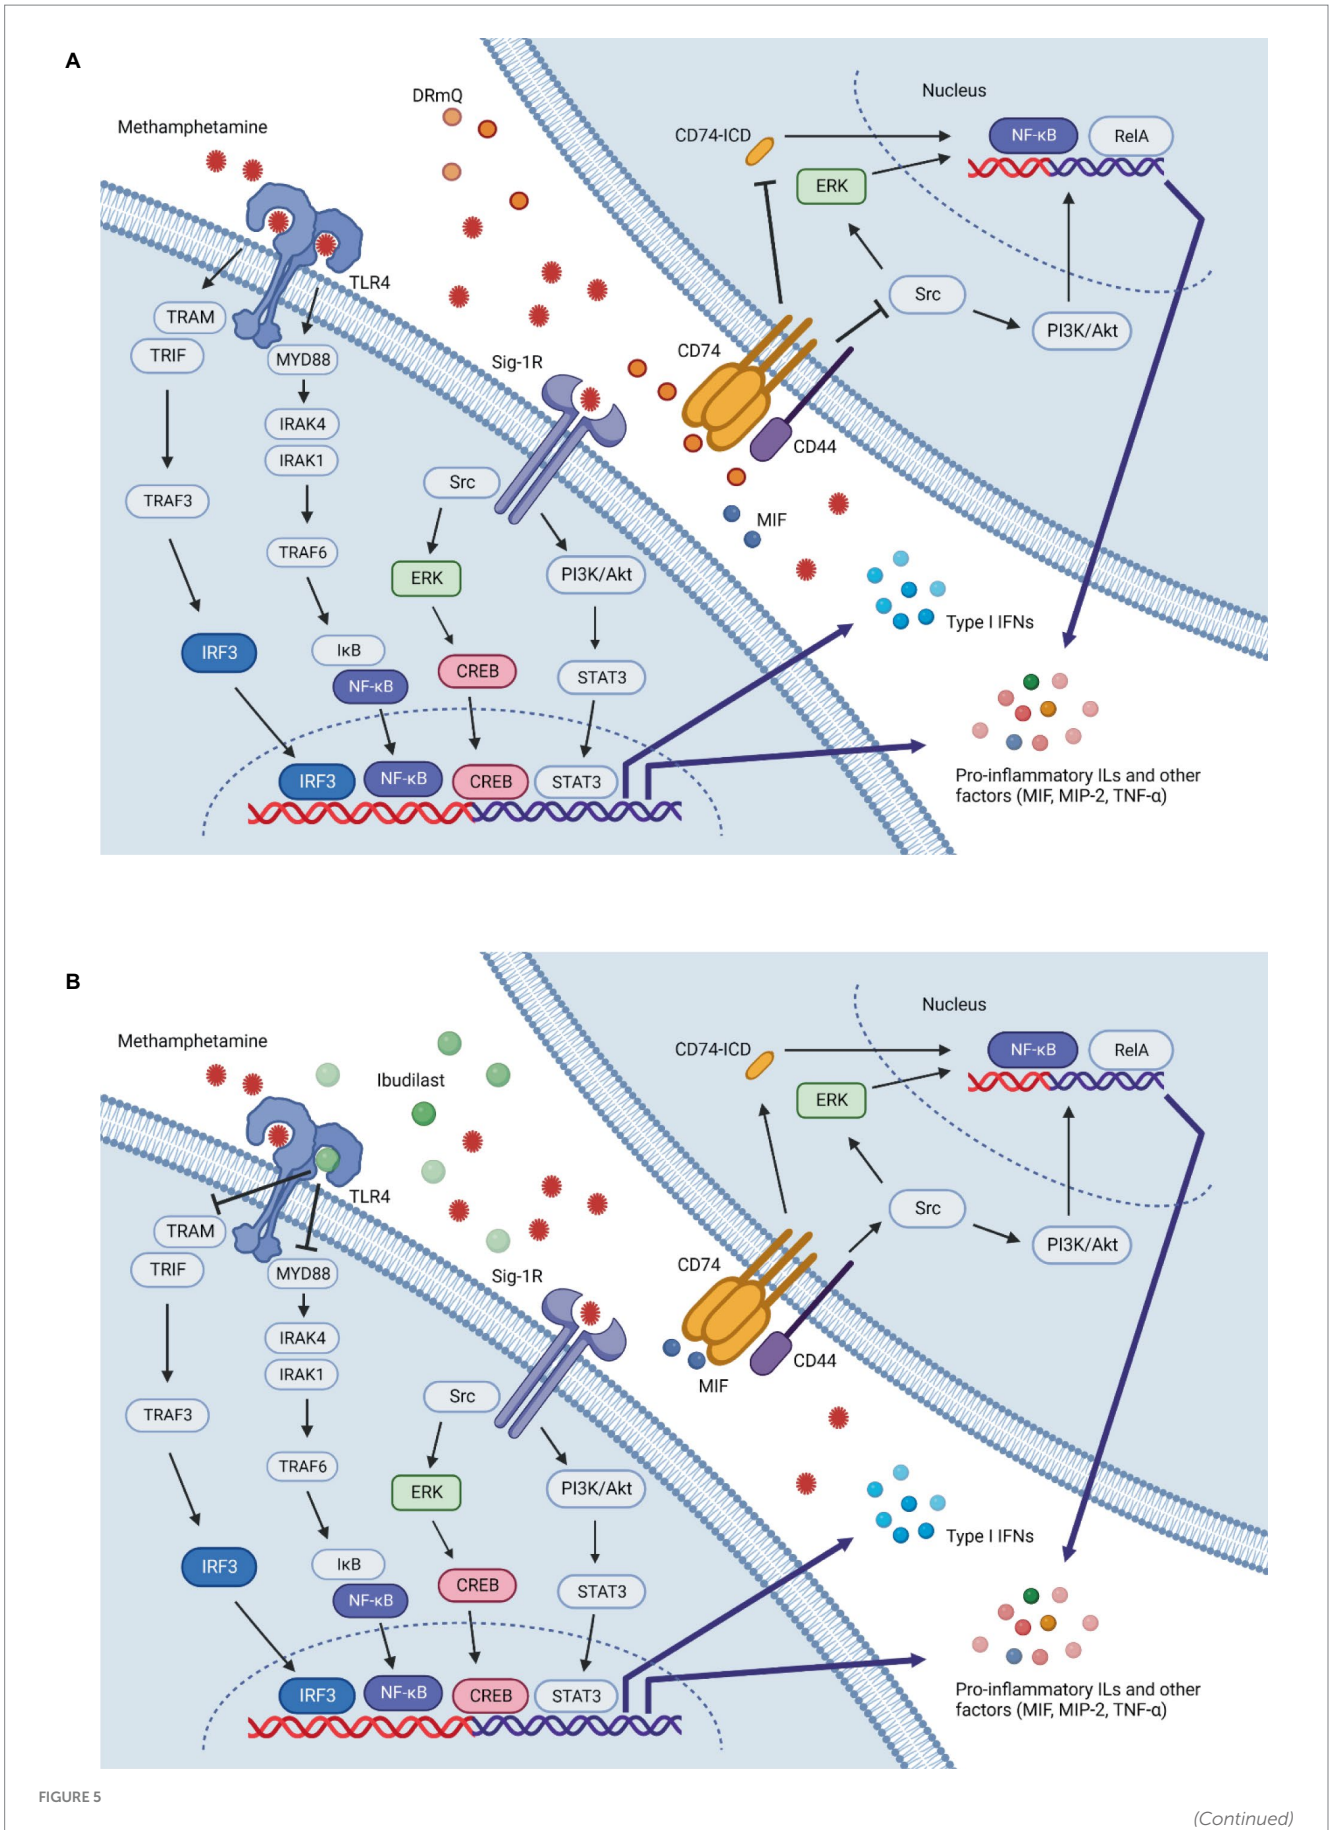 A
Methamphetamine
DRmQ
Nucleus
CD74-ICD
NF-κB
RelA
ERK
TLR4
Src
TRAM
TRIF
MYD88
PI3K/Akt
CD74
Sig-1R
IRAK4
IRAK1
CD44
Src
TRAF3
MIF
TRAF6
ERK
PI3K/Akt
Type I IFNs
IRF3
IκB
NF-κB
CREB
STAT3
IRF3
NF-κB
CREB
STAT3
Pro-inflammatory ILs and other
factors (MIF, MIP-2, TNF-α)
B
Methamphetamine
Ibudilast
Nucleus
CD74-ICD
NF-κB
RelA
ERK
TLR4
Src
TRAM
TRIF
MYD88
PI3K/Akt
CD74
Sig-1R
IRAK4
IRAK1
CD44
MIF
Src
TRAF3
TRAF6
ERK
PI3K/Akt
Type I IFNs
IRF3
IκB
NF-κB
CREB
STAT3
IRF3
NF-κB
CREB
STAT3
Pro-inflammatory ILs and other
factors (MIF, MIP-2, TNF-α)
FIGURE 5
(Continued)